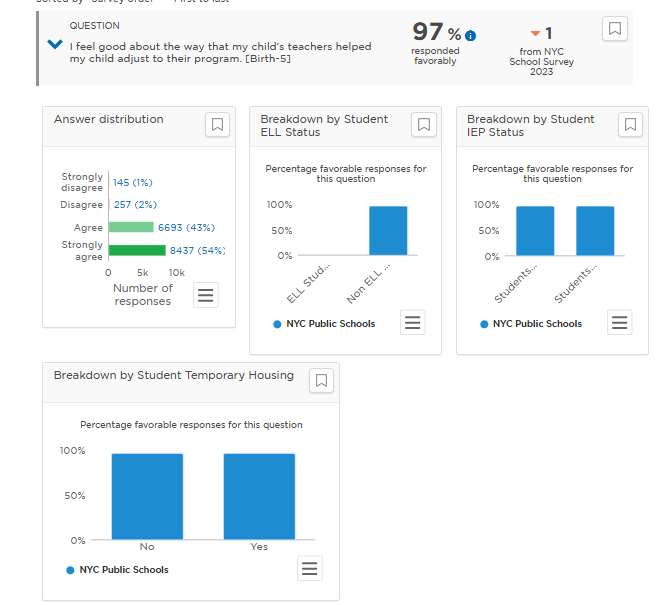 QUESTION
I feel good about the way that my child's teachers helped
my child adjust to their program. [Birth-5]
97 % i
responded
favorably
1
from NYC
School Survey
2023
Answer distribution
Strongly
disagree
145 (1%)
Disagree
257 (2%)
Agree
6693 (43%)
Strongly
agree
8437 (54%)
0 5k 10k
Number of
responses
Breakdown by Student
ELL Status
Percentage favorable responses for
this question
100%
50%
0%
ELL Stud...
Non ELL ...
NYC Public Schools
Breakdown by Student
IEP Status
Percentage favorable responses for
this question
100%
50%
0%
Students...
Students...
NYC Public Schools
Breakdown by Student Temporary Housing
Percentage favorable responses for this question
100%
50%
0%
No Yes
NYC Public Schools